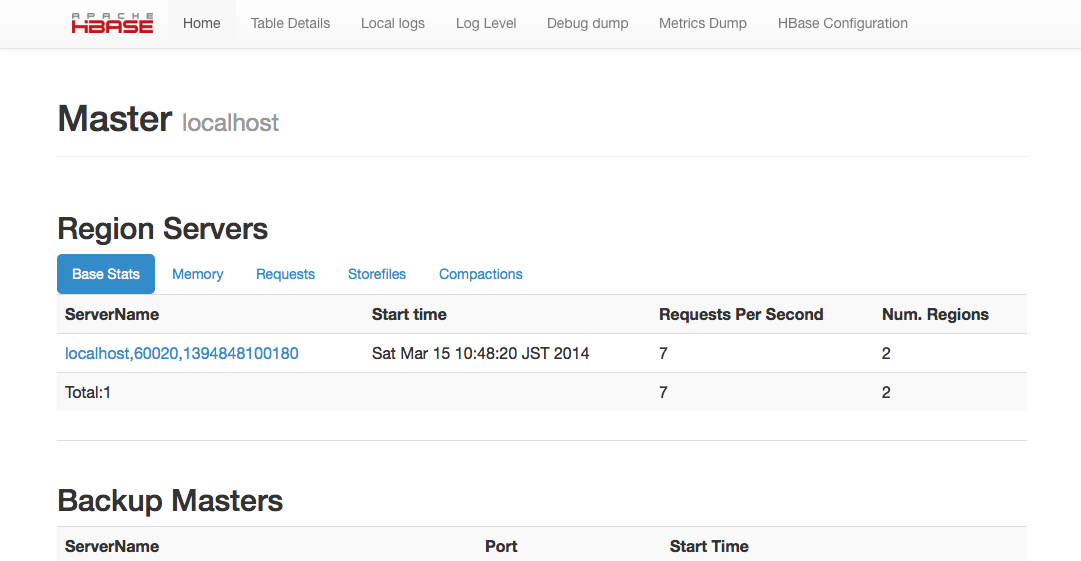 APACHE
HBASE
Home Table Details Local logs Log Level Debug dump Metrics Dump HBase Configuration
Master localhost
Region Servers
Base Stats Memory Requests Storefiles Compactions
ServerName Start time Requests Per Second Num. Regions
localhost,60020,1394848100180 Sat Mar 15 10:48:20 JST 2014 7 2
Total:1 7 2
Backup Masters
ServerName Port Start Time